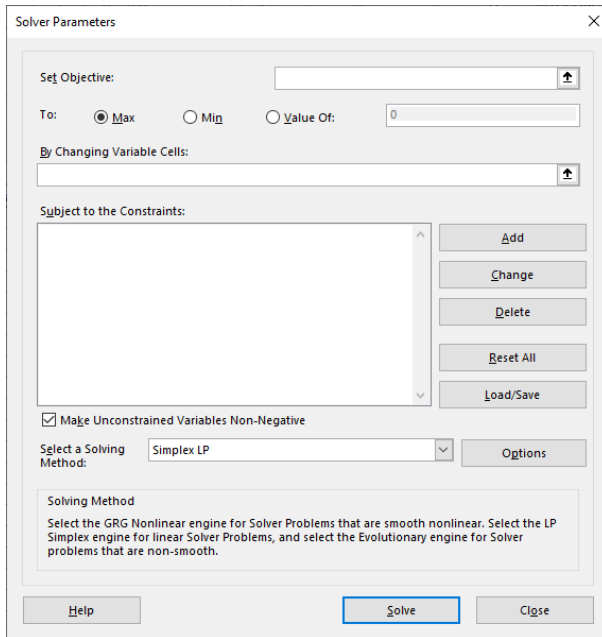 Solver Parameters
Set Objective:
To:
Max
Min
Value Of:
0
By Changing Variable Cells:
Subject to the Constraints:
Add
Change
Delete
Reset All
Load/Save
Make Unconstrained Variables Non-Negative
Select a Solving
Method:
Simplex LP
Options
Solving Method
Select the GRG Nonlinear engine for Solver Problems that are smooth nonlinear. Select the LP
Simplex engine for linear Solver Problems, and select the Evolutionary engine for Solver
problems that are non-smooth.
Help
Solve
Close